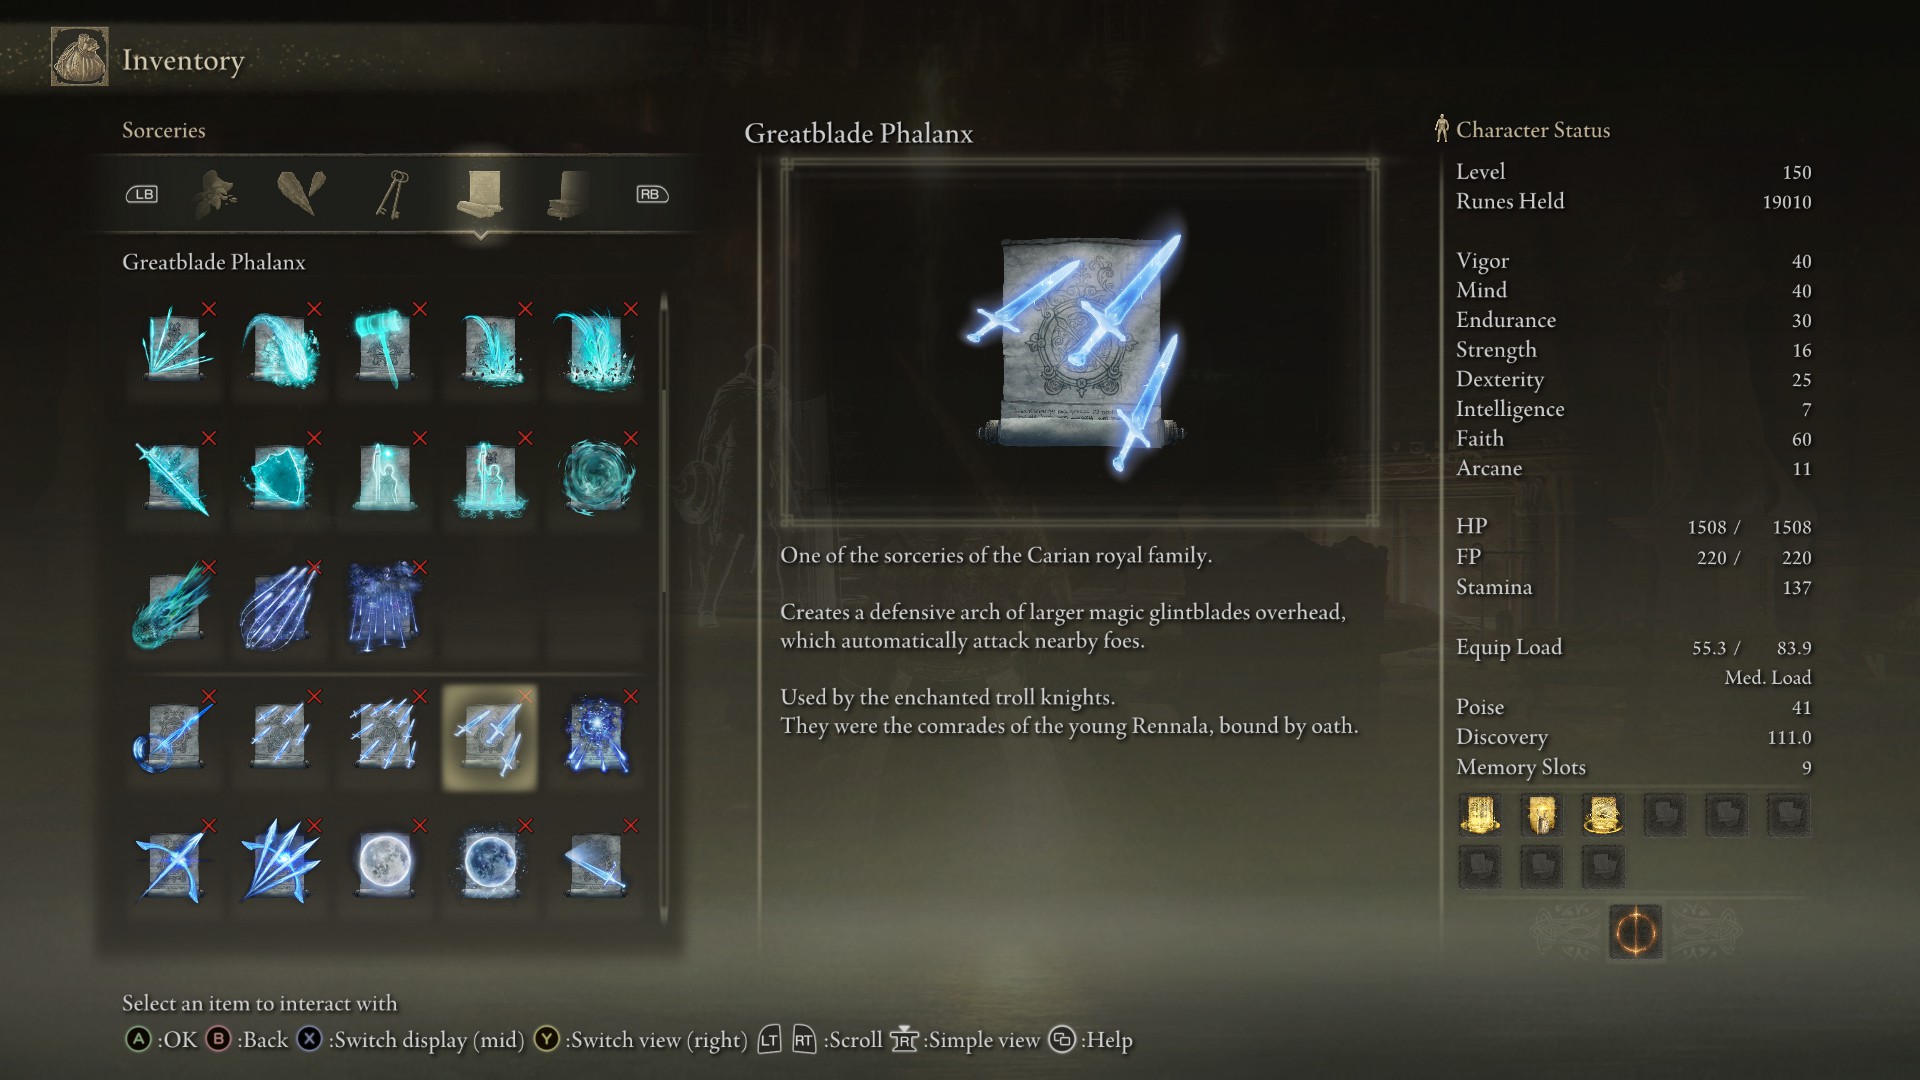 Inventory
Sorceries
LB
RB
Greatblade Phalanx
Greatblade Phalanx
One of the sorceries of the Carian royal family.
Creates a defensive arch of larger magic glintblades overhead,
which automatically attack nearby foes.
Used by the enchanted troll knights.
They were the comrades of the young Rennala, bound by oath.
Character Status
Level 150
Runes Held 19010
Vigor 40
Mind 40
Endurance 30
Strength 16
Dexterity 25
Intelligence 7
Faith 60
Arcane 11
HP 1508 / 1508
FP 220 / 220
Stamina 137
Equip Load 55.3 / 83.9
Med. Load
Poise 41
Discovery 111.0
Memory Slots 9
Select an item to interact with
A :OK B :Back X :Switch display (mid) Y :Switch view (right) LT RT :Scroll R :Simple view :Help